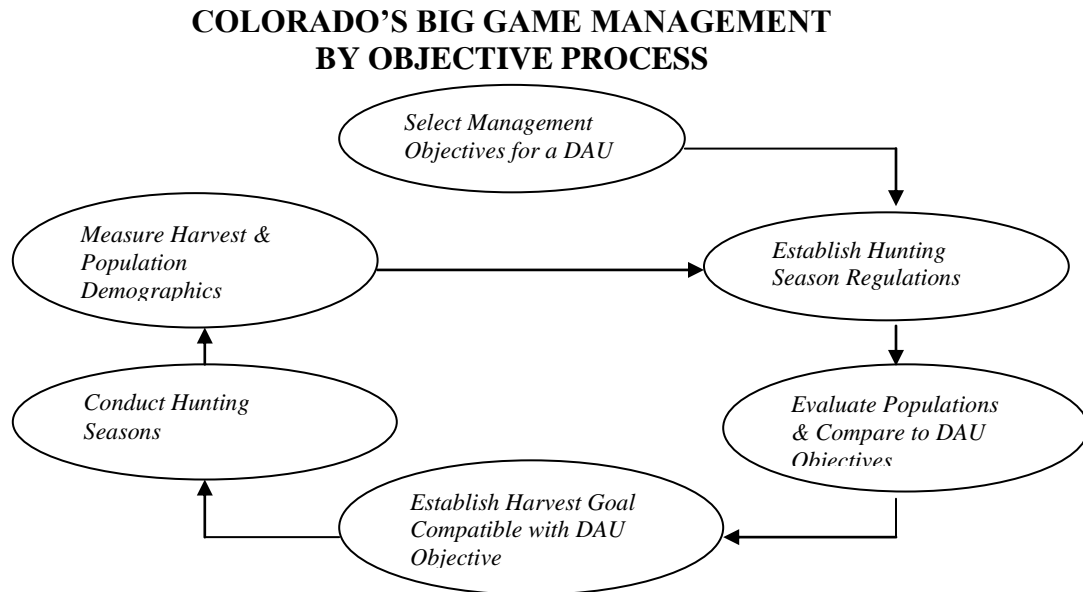 COLORADO’S BIG GAME MANAGEMENT
BY OBJECTIVE PROCESS
Select Management
Objectives for a DAU
Measure Harvest &
Population
Demographics
Establish Hunting
Season Regulations
Conduct Hunting
Seasons
Evaluate Populations
& Compare to DAU
Objectives
Establish Harvest Goal
Compatible with DAU
Objective